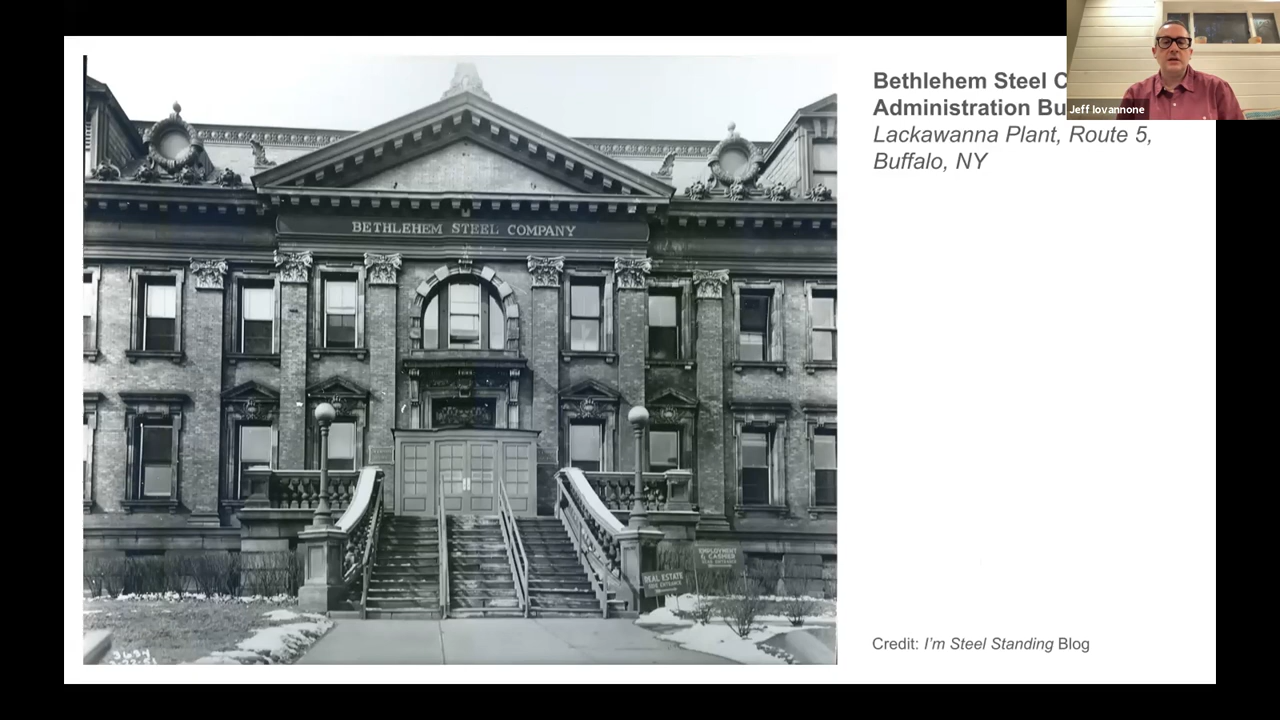 Bethlehem Steel C
Administration Bu
Lackawanna Plant, Route 5,
Buffalo, NY
Jeff Iovannone
BETHLEHEM STEEL COMPANY
EMPLOYMENT
& CASHIER
REAL ESTATE
Credit: I'm Steel Standing Blog